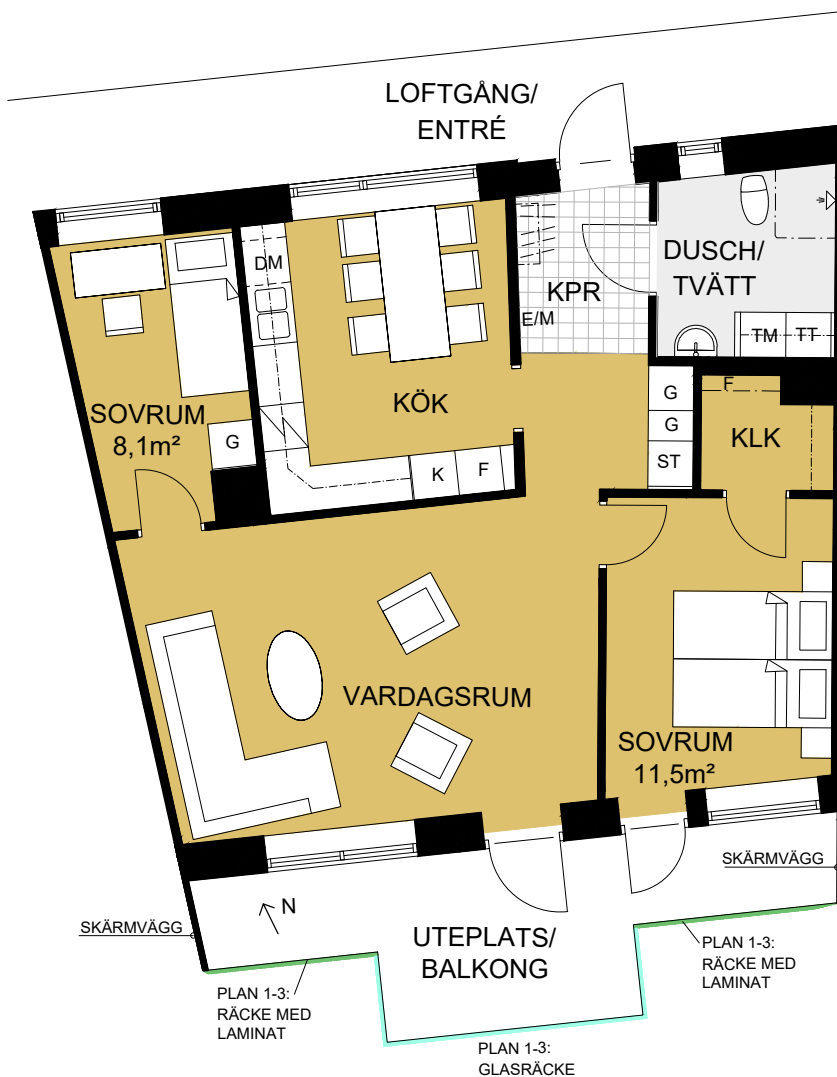 LOFTGÅNG/
ENTRÉ
DM
KPR
E/M
DUSCH/
TVÄTT
TM
TT
SOVRUM
8,1m²
G
KÖK
K
F
G
G
ST
F
KLK
VARDAGSRUM
SOVRUM
11,5m²
SKÄRMVÄGG
N
SKÄRMVÄGG
UTEPLATS/
BALKONG
PLAN 1-3:
RÄCKE MED
LAMINAT
PLAN 1-3:
RÄCKE MED
LAMINAT
PLAN 1-3:
GLASRÄCKE